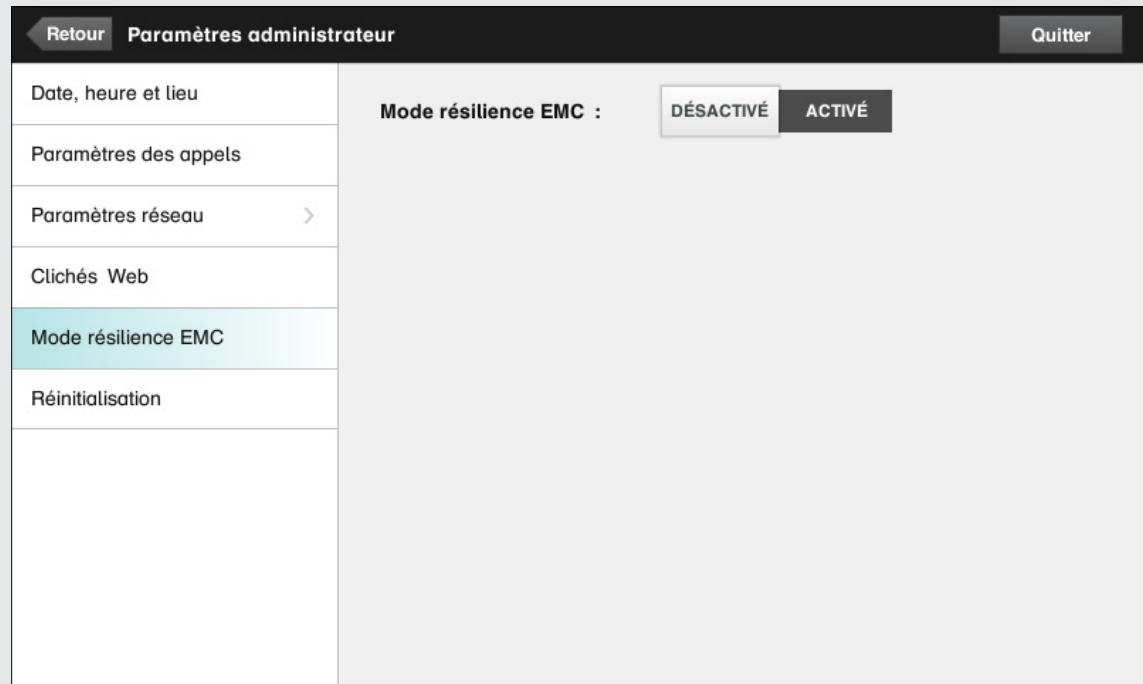 Retour Paramètres administrateur Quitter
Date, heure et lieu
Mode résilience EMC : DÉSACTIVÉ ACTIVÉ
Paramètres des appels
Paramètres réseau
Clichés Web
Mode résilience EMC
Réinitialisation